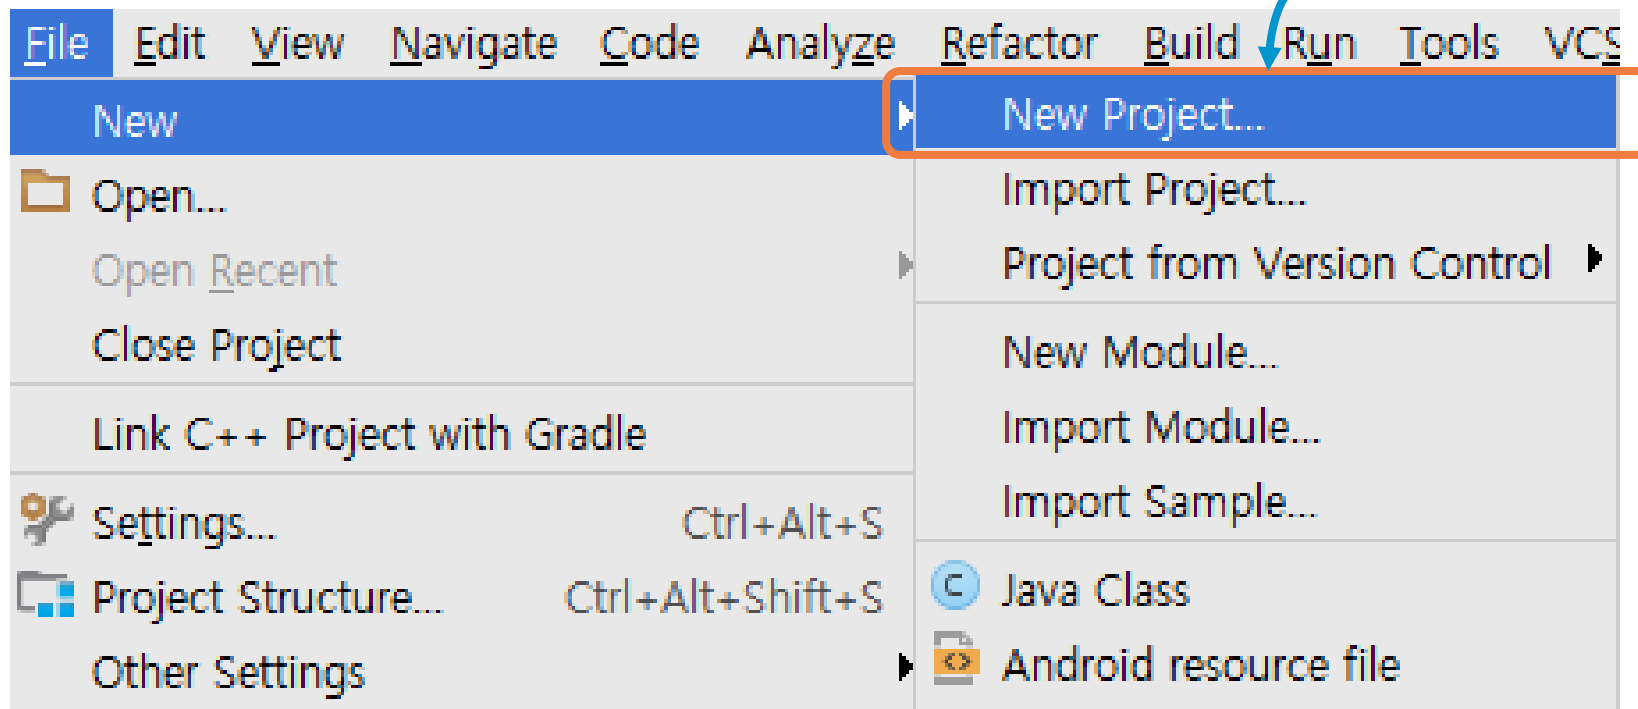 File Edit View Navigate Code Analyze Refactor Build Run Tools VCS
New
Open...
Open Recent
Close Project
Link C++ Project with Gradle
Settings... Ctrl+Alt+S
Project Structure... Ctrl+Alt+Shift+S
Other Settings
New Project...
Import Project...
Project from Version Control
New Module...
Import Module...
Import Sample...
Java Class
Android resource file